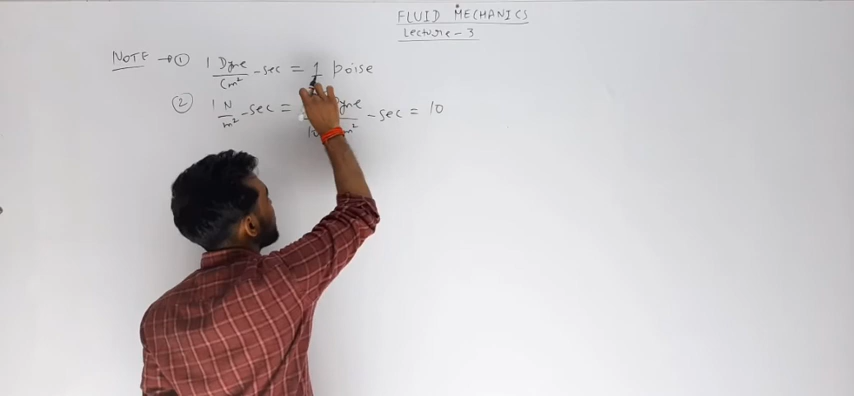 FLUID MECHANICS
Lecture - 3
NOTE → ① 1 Dyne/cm² - sec = 1 poise
② 1 N/m² - sec = Dyne/m² - sec = 10